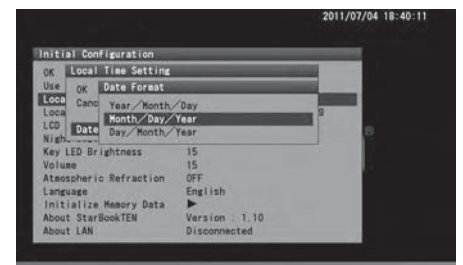 2011/07/04 18:40:11
Initial Configuration
OK Local Time Setting
Use OK Date Format
Loca Canc Year/Month/Day
Loca Month/Day/Year 9
LCD Date Day/Month/Year
Nigh
Key LED Brightness 15
Volume 15
Atmospheric Refraction OFF
Language English
Initialize Memory Data ▶
About StarBookTEN Version : 1.10
About LAN Disconnected